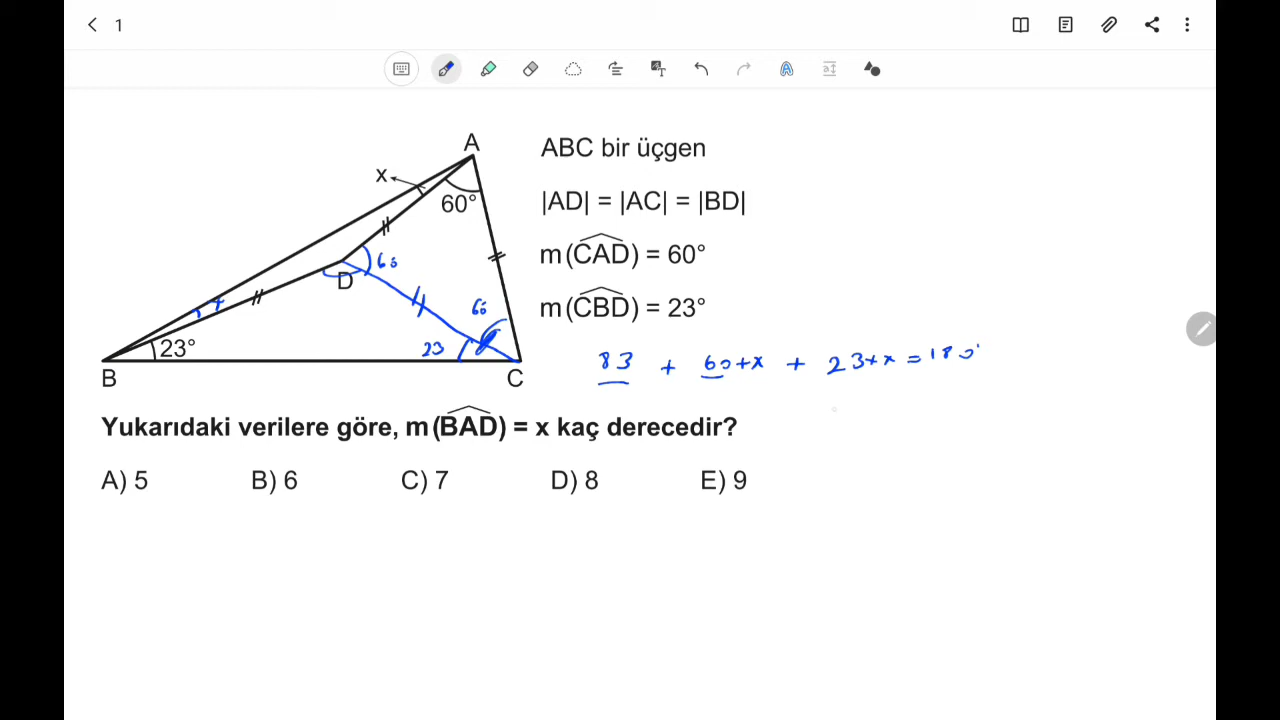 1
A
ABC bir üçgen
x
60°
|AD| = |AC| = |BD|
m(CAD) = 60°
60
D
x
60
m(CBD) = 23°
23°
23
83 + 60+x + 23+x = 180°
B
C
Yukarıdaki verilere göre, m(BAD) = x kaç derecedir?
A) 5 B) 6 C) 7 D) 8 E) 9